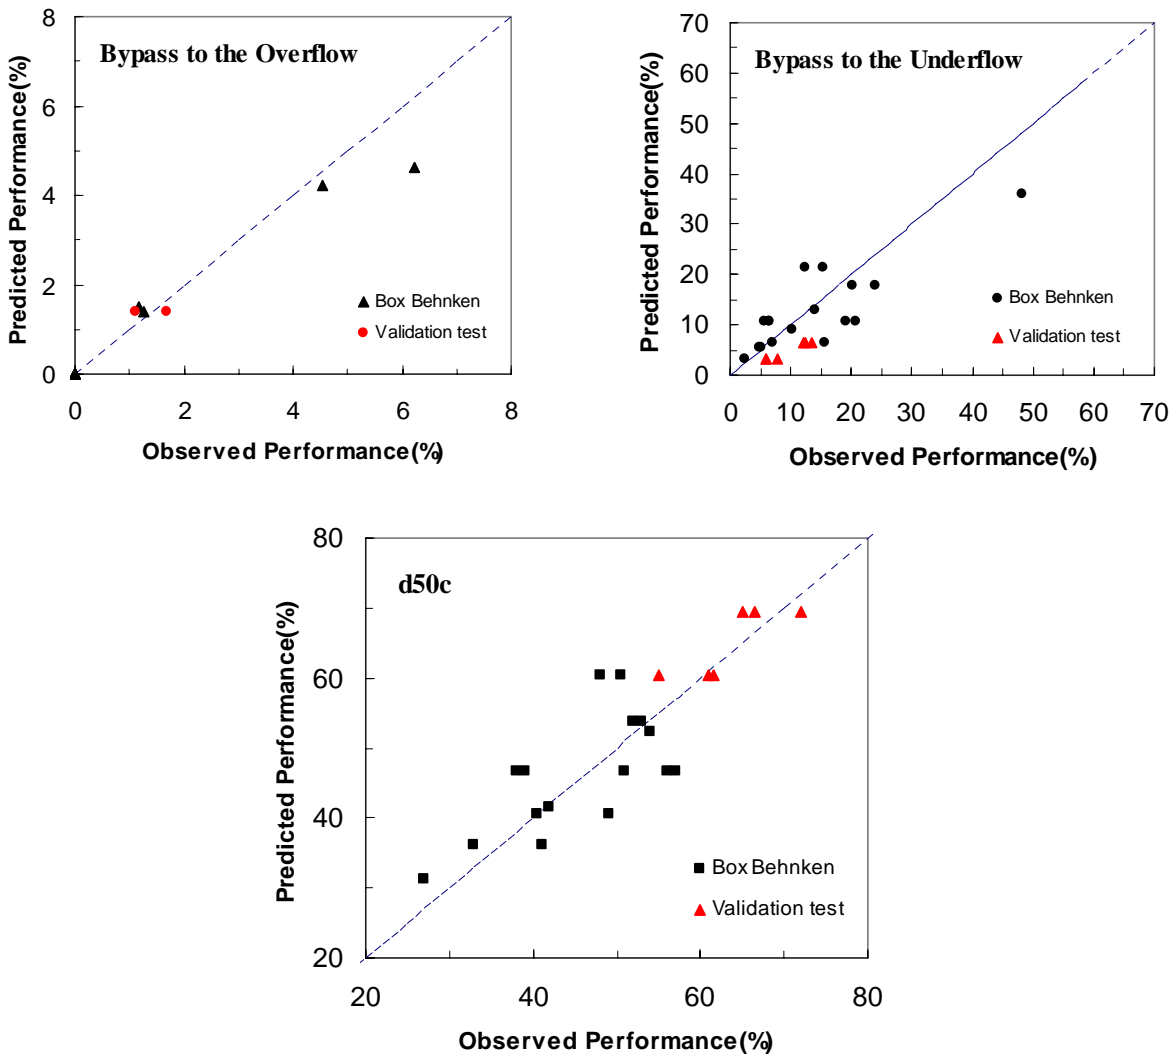 Bypass to the Overflow
Predicted Performance(%)
8
6
4
2
0
0 2 4 6 8
Box Behnken
Validation test
Observed Performance(%)
Bypass to the Underflow
Predicted Performance(%)
70
60
50
40
30
20
10
0
0 10 20 30 40 50 60 70
Box Behnken
Validation test
Observed Performance(%)
d50c
Predicted Performance(%)
80
60
40
20
20 40 60 80
Box Behnken
Validation test
Observed Performance(%)